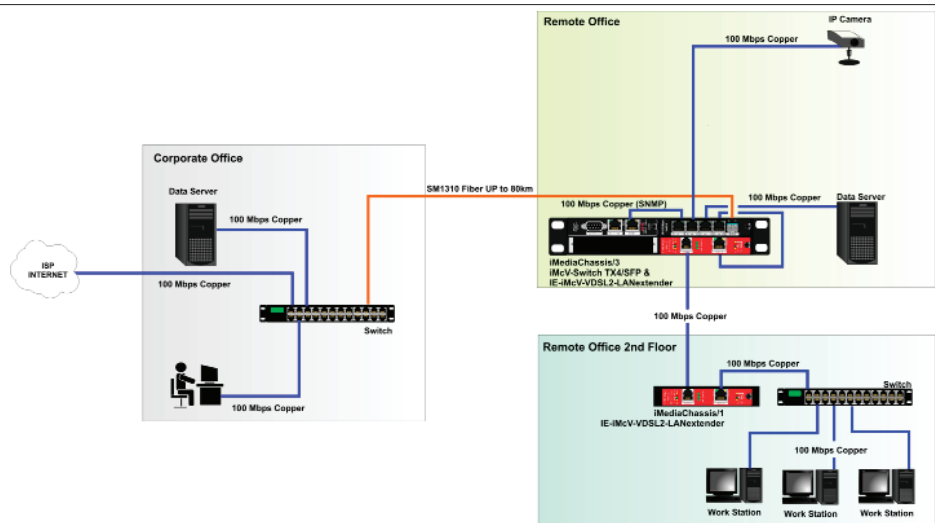 Remote Office
IP Camera
100 Mbps Copper
Corporate Office
Data Server
100 Mbps Copper
ISP
INTERNET
100 Mbps Copper
Switch
100 Mbps Copper
SM1310 Fiber UP to 80km
100 Mbps Copper (SNMP)
100 Mbps Copper
Data Server
iMediaChassis/3
iMcV-Switch TX4/SFP &
IE-iMcV-VDSL2-LANextender
100 Mbps Copper
Remote Office 2nd Floor
100 Mbps Copper
Switch
iMediaChassis/1
IE-iMcV-VDSL2-LANextender
100 Mbps Copper
Work Station
Work Station
Work Station